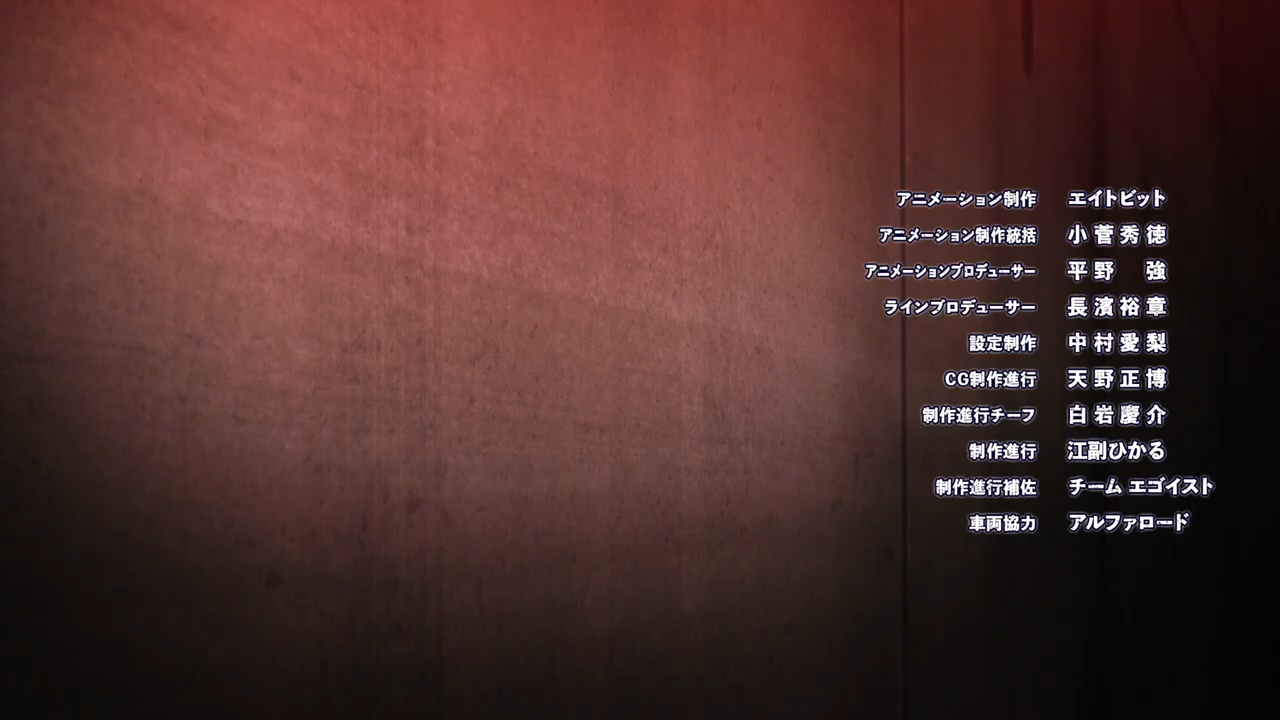 アニメーション制作 エイトビット
アニメーション制作統括 小菅秀徳
アニメーションプロデューサー 平野 強
ラインプロデューサー 長濱裕章
設定制作 中村愛梨
CG制作進行 天野正博
制作進行チーフ 白岩慶介
制作進行 江副ひかる
制作進行補佐 チーム エゴイスト
車両協力 アルファロード